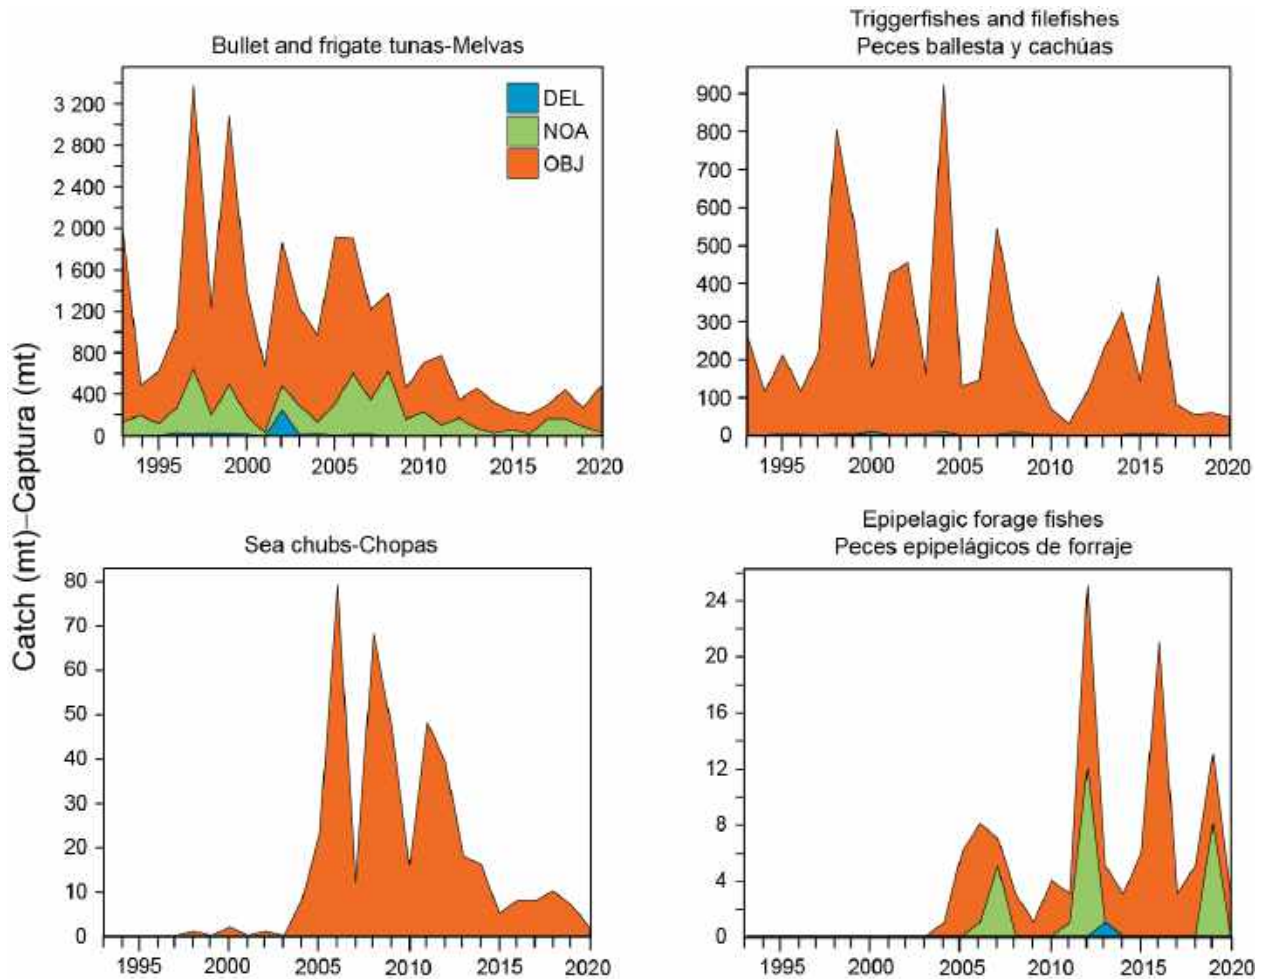 Bullet and frigate tunas-Melvas
3 200
2 800
2 400
2 000
1 600
1 200
800
400
0
1995 2000 2005 2010 2015 2020
DEL
NOA
OBJ
Triggerfishes and filefishes
Peces ballesta y cachúas
900
800
700
600
500
400
300
200
100
0
1995 2000 2005 2010 2015 2020
Catch (mt)–Captura (mt)
Sea chubs-Chopas
80
70
60
50
40
30
20
10
0
1995 2000 2005 2010 2015 2020
Epipelagic forage fishes
Peces epipelágicos de forraje
24
20
16
12
8
4
0
1995 2000 2005 2010 2015 2020